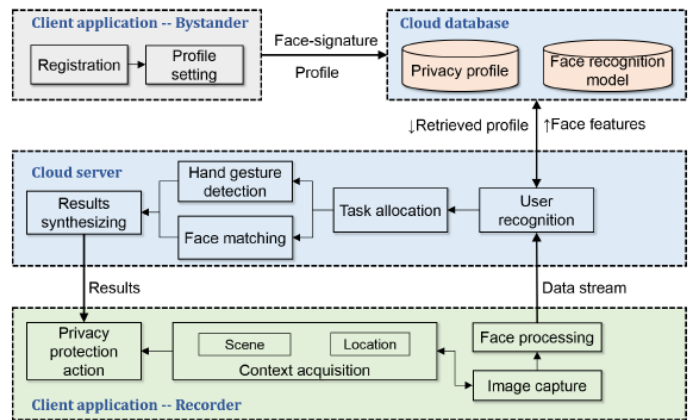 Client application -- Bystander
Registration
Profile
setting
Face-signature
Profile
Cloud database
Privacy profile
Face recognition
model
↓Retrieved profile
↑Face features
Cloud server
Hand gesture
detection
Results
synthesizing
Face matching
Task allocation
User
recognition
Results
Data stream
Privacy
protection
action
Scene
Location
Context acquisition
Face processing
Image capture
Client application -- Recorder